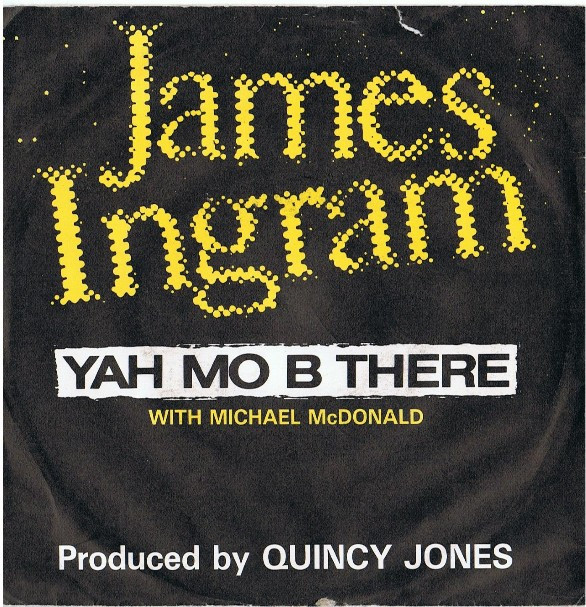 James
Ingram
YAH MO B THERE
WITH MICHAEL McDONALD
Produced by QUINCY JONES